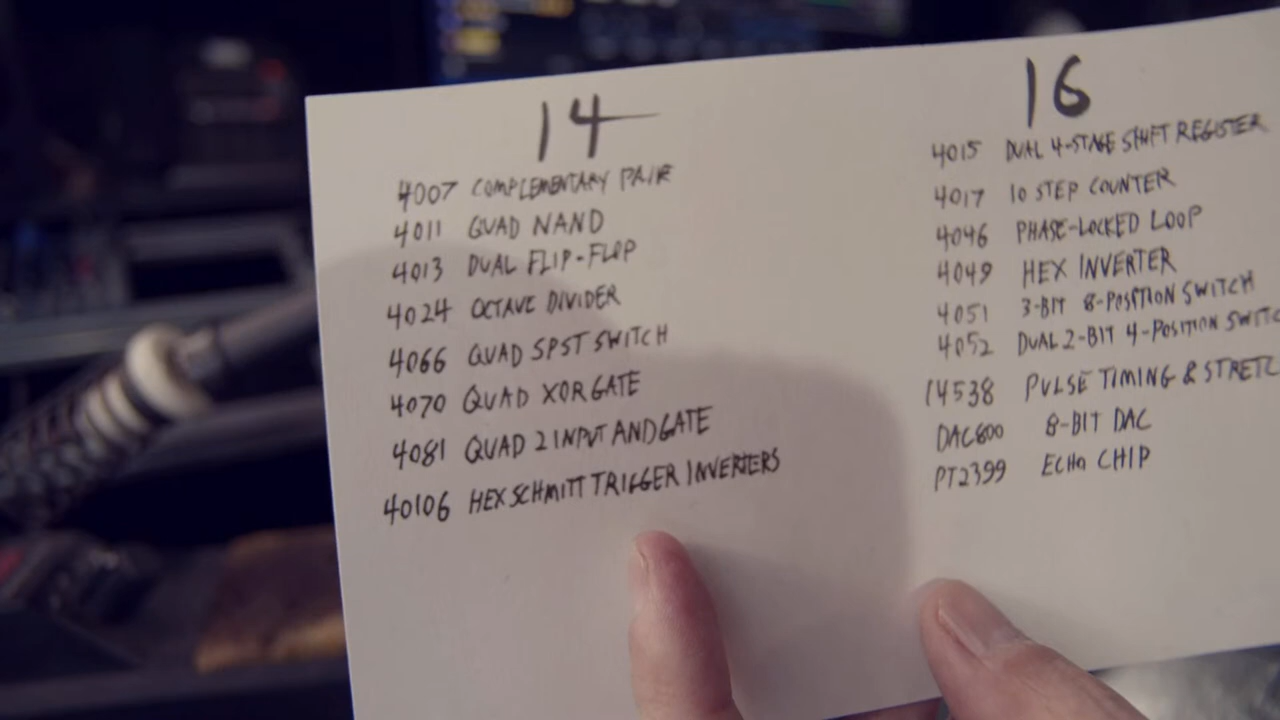 14
4007 COMPLEMENTARY PAIR
4011 QUAD NAND
4013 DUAL FLIP-FLOP
4024 OCTAVE DIVIDER
4066 QUAD SPST SWITCH
4070 QUAD XOR GATE
4081 QUAD 2 INPUT AND GATE
40106 HEX SCHMITT TRIGGER INVERTERS
16
4015 DUAL 4-STAGE SHIFT REGISTER
4017 10 STEP COUNTER
4046 PHASE-LOCKED LOOP
4049 HEX INVERTER
4051 3-BIT 8-POSITION SWITCH
4052 DUAL 2-BIT 4-POSITION SWITC
14538 PULSE TIMING & STRETC
DAC800 8-BIT DAC
PT2399 ECHO CHIP